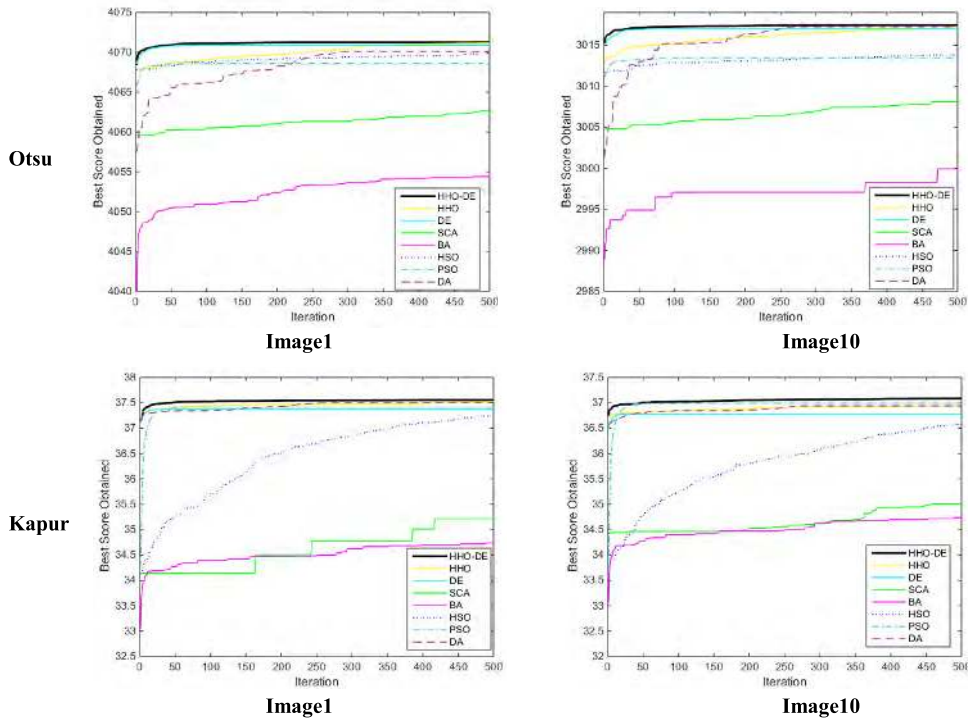 Otsu
Best Score Obtained
4075
4070
4065
4060
4055
4050
4045
4040
0 50 100 150 200 250 300 350 400 450 500
Iteration
HHO-DE
HHO
DE
SCA
BA
HSO
PSO
DA
Image1
Best Score Obtained
3020
3015
3010
3005
3000
2995
2990
2985
0 50 100 150 200 250 300 350 400 450 500
Iteration
HHO-DE
HHO
DE
SCA
BA
HSO
PSO
DA
Image10
Kapur
Best Score Obtained
38
37.5
37
36.5
36
35.5
35
34.5
34
33.5
33
32.5
0 50 100 150 200 250 300 350 400 450 500
Iteration
HHO-DE
HHO
DE
SCA
BA
HSO
PSO
DA
Image1
Best Score Obtained
37.5
37
36.5
36
35.5
35
34.5
34
33.5
33
32.5
32
0 50 100 150 200 250 300 350 400 450 500
Iteration
HHO-DE
HHO
DE
SCA
BA
HSO
PSO
DA
Image10